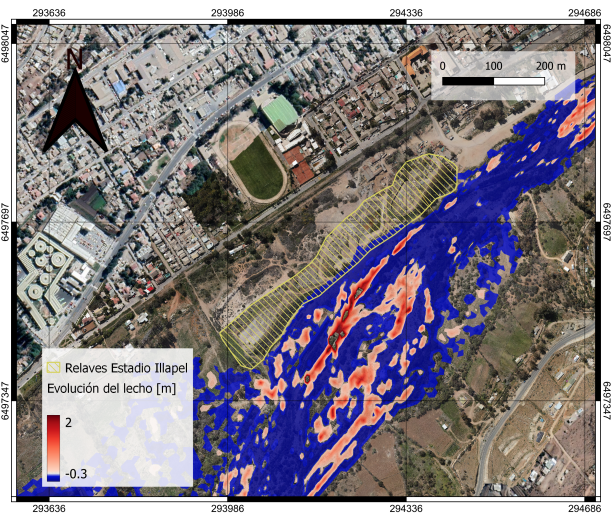 293636 293986 294336 294686
6498047 6498047
N
0 100 200 m
6497697 6497697
Relaves Estadio Illapel
Evolución del lecho [m]
2
-0.3
6497347 6497347
293636 293986 294336 294686